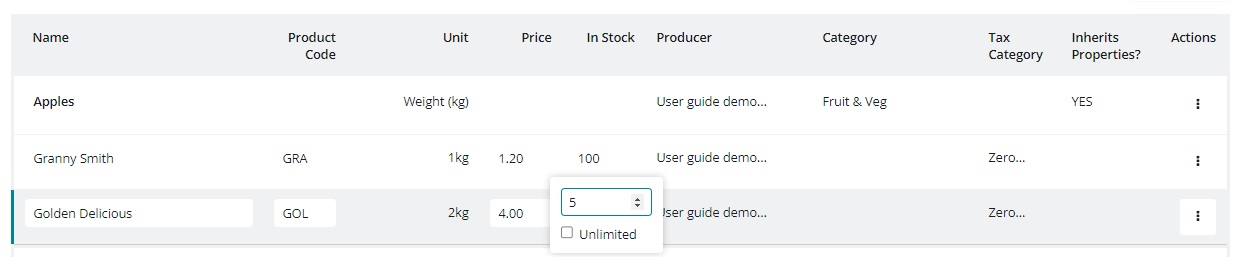 Name Product Code Unit Price In Stock Producer Category Tax Category Inherits Properties? Actions
Apples Weight (kg) User guide demo... Fruit & Veg YES
Granny Smith GRA 1kg 1.20 100 User guide demo... Zero...
Golden Delicious GOL 2kg 4.00 5 User guide demo... Zero...
Unlimited